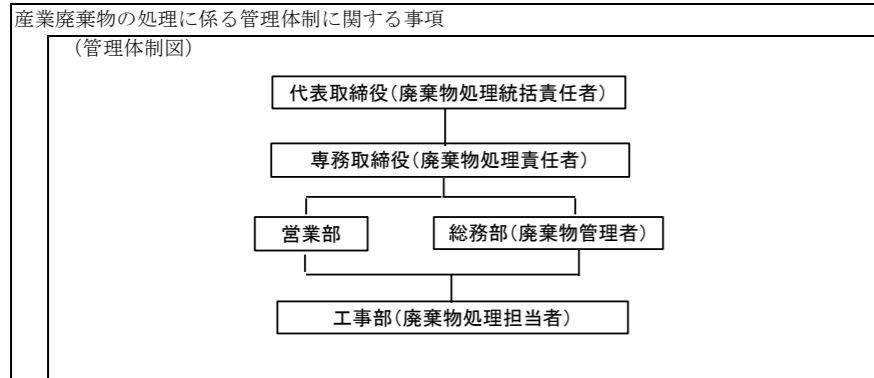 産業廃棄物の処理に係る管理体制に関する事項
（管理体制図）
代表取締役（廃棄物処理統括責任者）
専務取締役（廃棄物処理責任者）
営業部
総務部（廃棄物管理者）
工事部（廃棄物処理担当者）